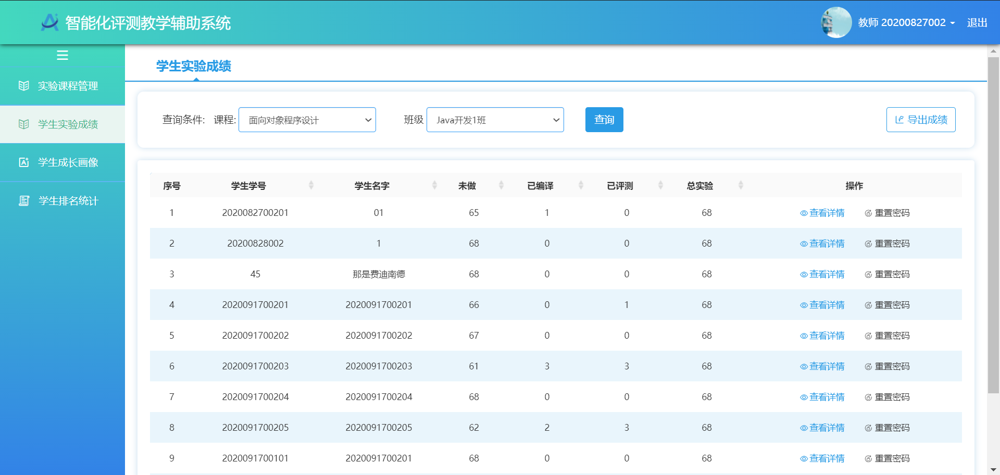 智能化评测教学辅助系统
教师 20200827002 退出
实验课程管理
学生实验成绩
学生成长画像
学生排名统计
学生实验成绩
查询条件: 课程: 面向对象程序设计 班级 Java开发1班 查询 导出成绩
序号 学生学号 学生名字 未做 已编译 已评测 总实验 操作
1 2020082700201 01 65 1 0 68 查看详情 重置密码
2 20200828002 1 68 0 0 68 查看详情 重置密码
3 45 那是费迪南德 68 0 0 68 查看详情 重置密码
4 2020091700201 2020091700201 66 0 1 68 查看详情 重置密码
5 2020091700202 2020091700202 67 0 0 68 查看详情 重置密码
6 2020091700203 2020091700203 61 3 3 68 查看详情 重置密码
7 2020091700204 2020091700204 68 0 0 68 查看详情 重置密码
8 2020091700205 2020091700205 62 2 3 68 查看详情 重置密码
9 2020091700101 2020091700201 68 0 0 68 查看详情 重置密码